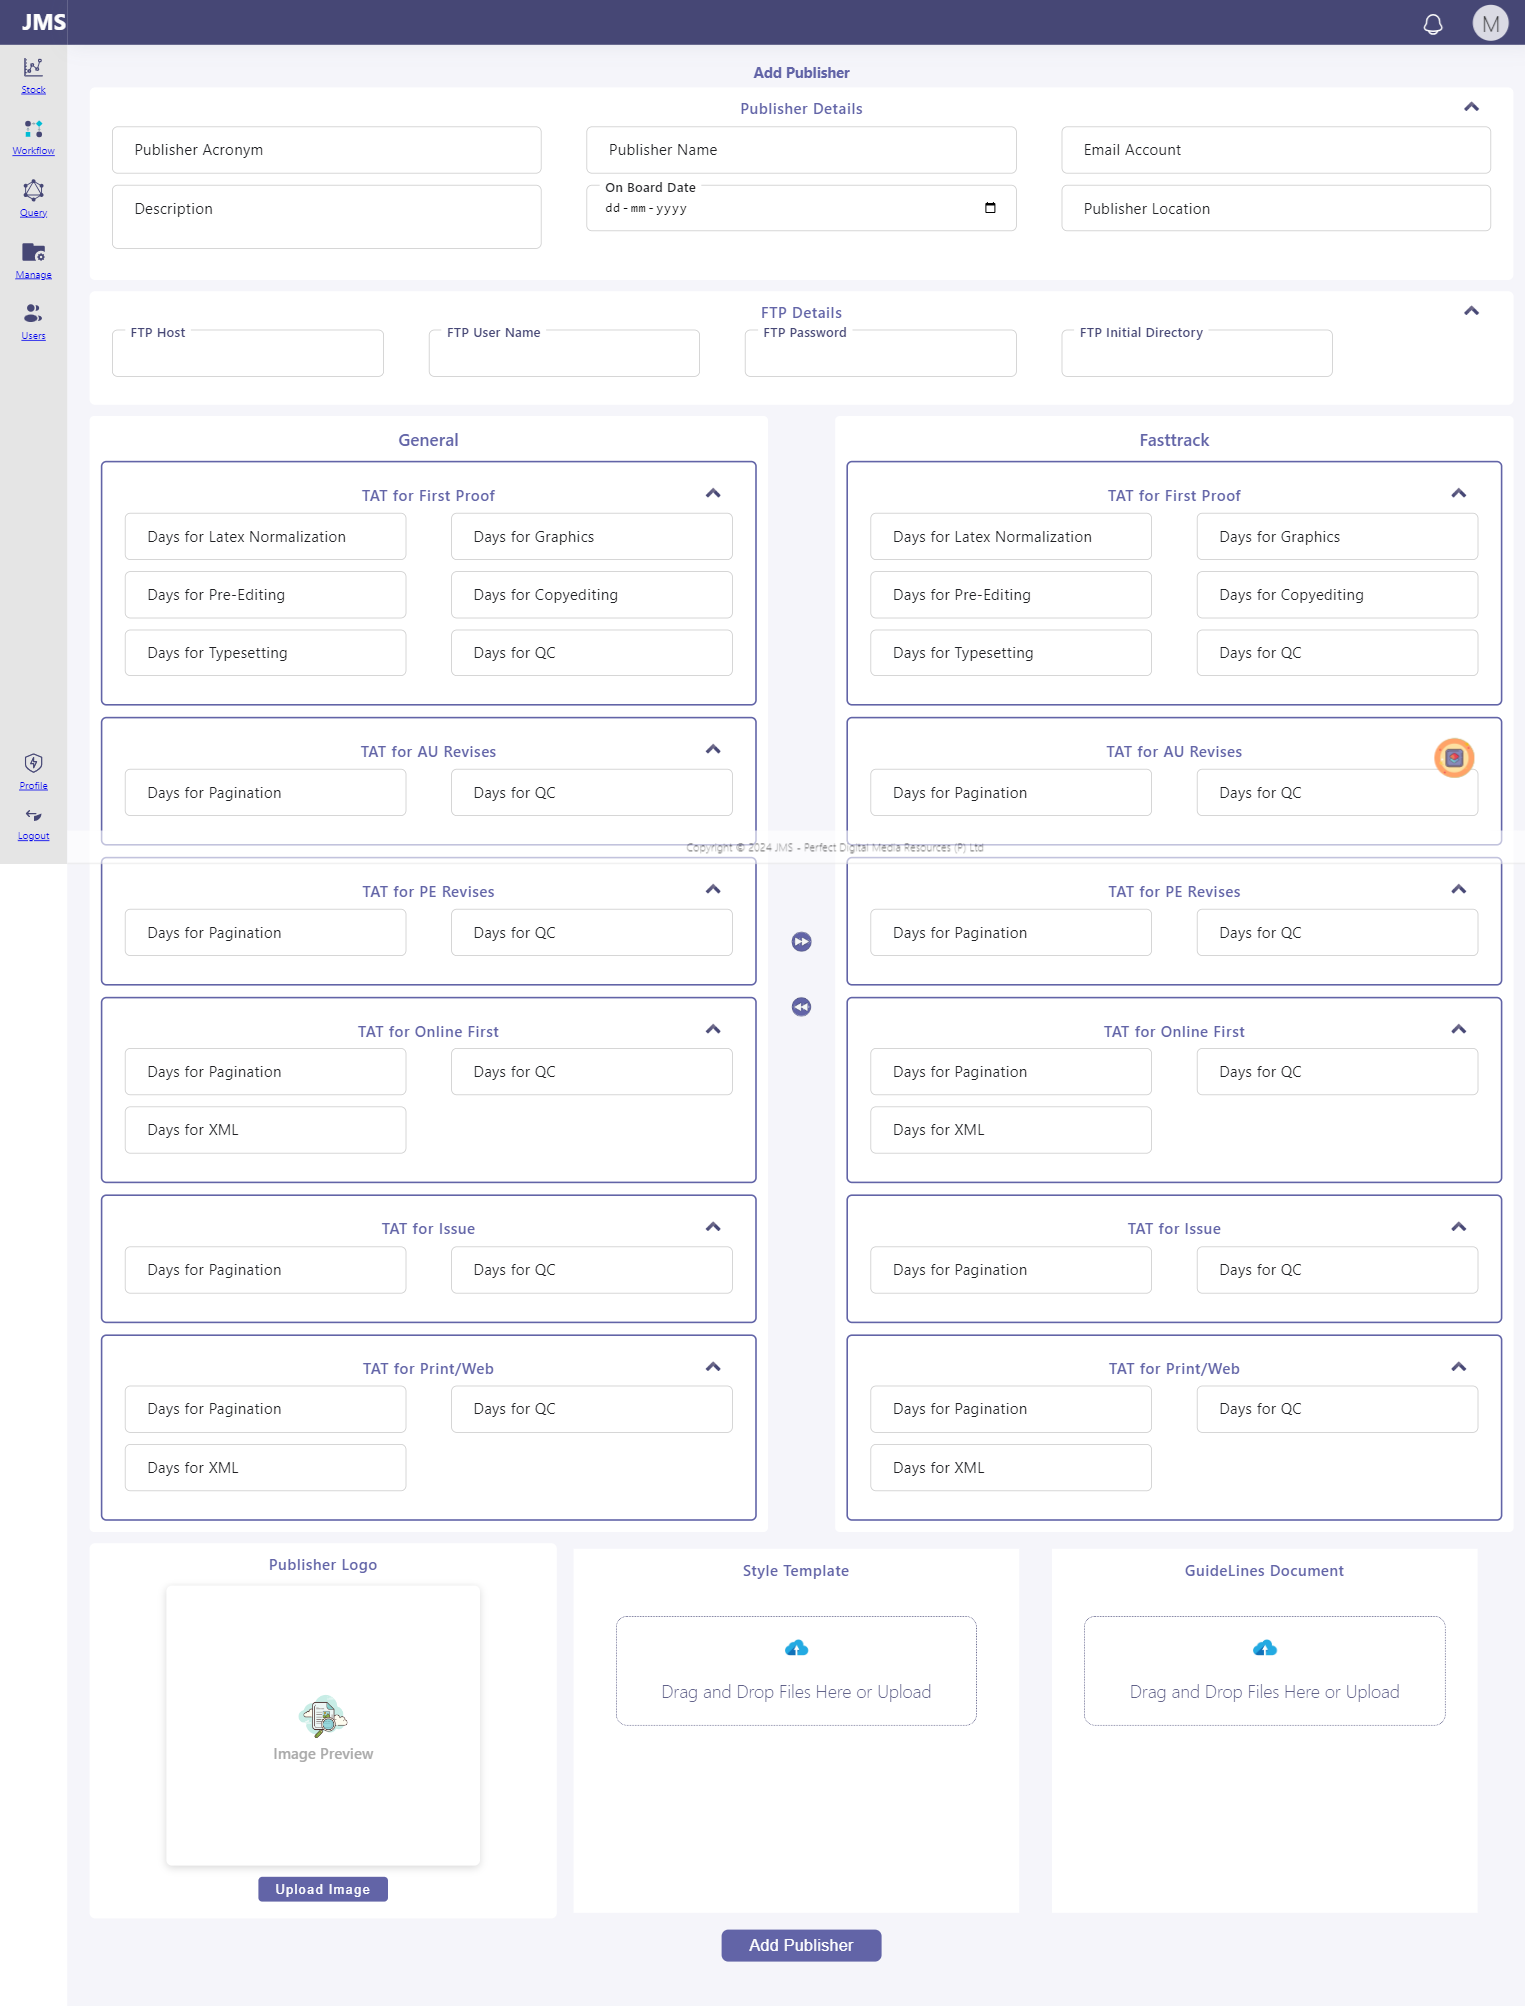 JMS
M
Stock
Workflow
Query
Manage
Users
Profile
Logout
Add Publisher
Publisher Details
Publisher Acronym
Publisher Name
Email Account
Description
On Board Date
dd-mm-yyyy
Publisher Location
FTP Details
FTP Host
FTP User Name
FTP Password
FTP Initial Directory
General
TAT for First Proof
Days for Latex Normalization
Days for Graphics
Days for Pre-Editing
Days for Copyediting
Days for Typesetting
Days for QC
TAT for AU Revises
Days for Pagination
Days for QC
TAT for PE Revises
Days for Pagination
Days for QC
TAT for Online First
Days for Pagination
Days for QC
Days for XML
TAT for Issue
Days for Pagination
Days for QC
TAT for Print/Web
Days for Pagination
Days for QC
Days for XML
Fasttrack
TAT for First Proof
Days for Latex Normalization
Days for Graphics
Days for Pre-Editing
Days for Copyediting
Days for Typesetting
Days for QC
TAT for AU Revises
Days for Pagination
Days for QC
TAT for PE Revises
Days for Pagination
Days for QC
TAT for Online First
Days for Pagination
Days for QC
Days for XML
TAT for Issue
Days for Pagination
Days for QC
TAT for Print/Web
Days for Pagination
Days for QC
Days for XML
Copyright © 2024 JMS - Perfect Digital Media Resources (P) Ltd
Publisher Logo
Image Preview
Upload Image
Style Template
Drag and Drop Files Here or Upload
GuideLines Document
Drag and Drop Files Here or Upload
Add Publisher